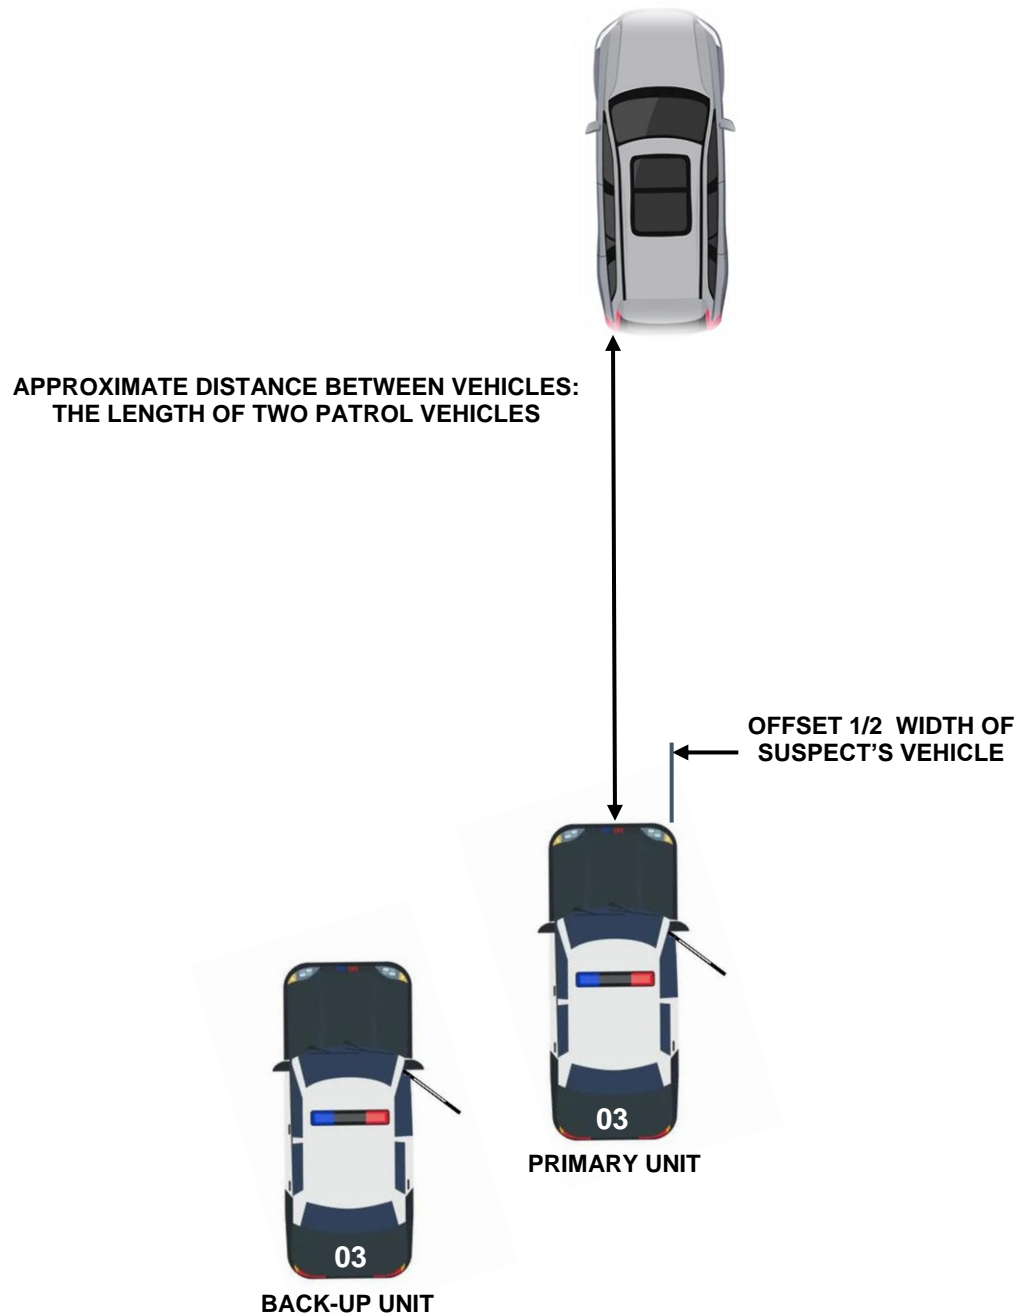 APPROXIMATE DISTANCE BETWEEN VEHICLES:
THE LENGTH OF TWO PATROL VEHICLES
OFFSET 1/2 WIDTH OF
SUSPECT'S VEHICLE
03
PRIMARY UNIT
03
BACK-UP UNIT